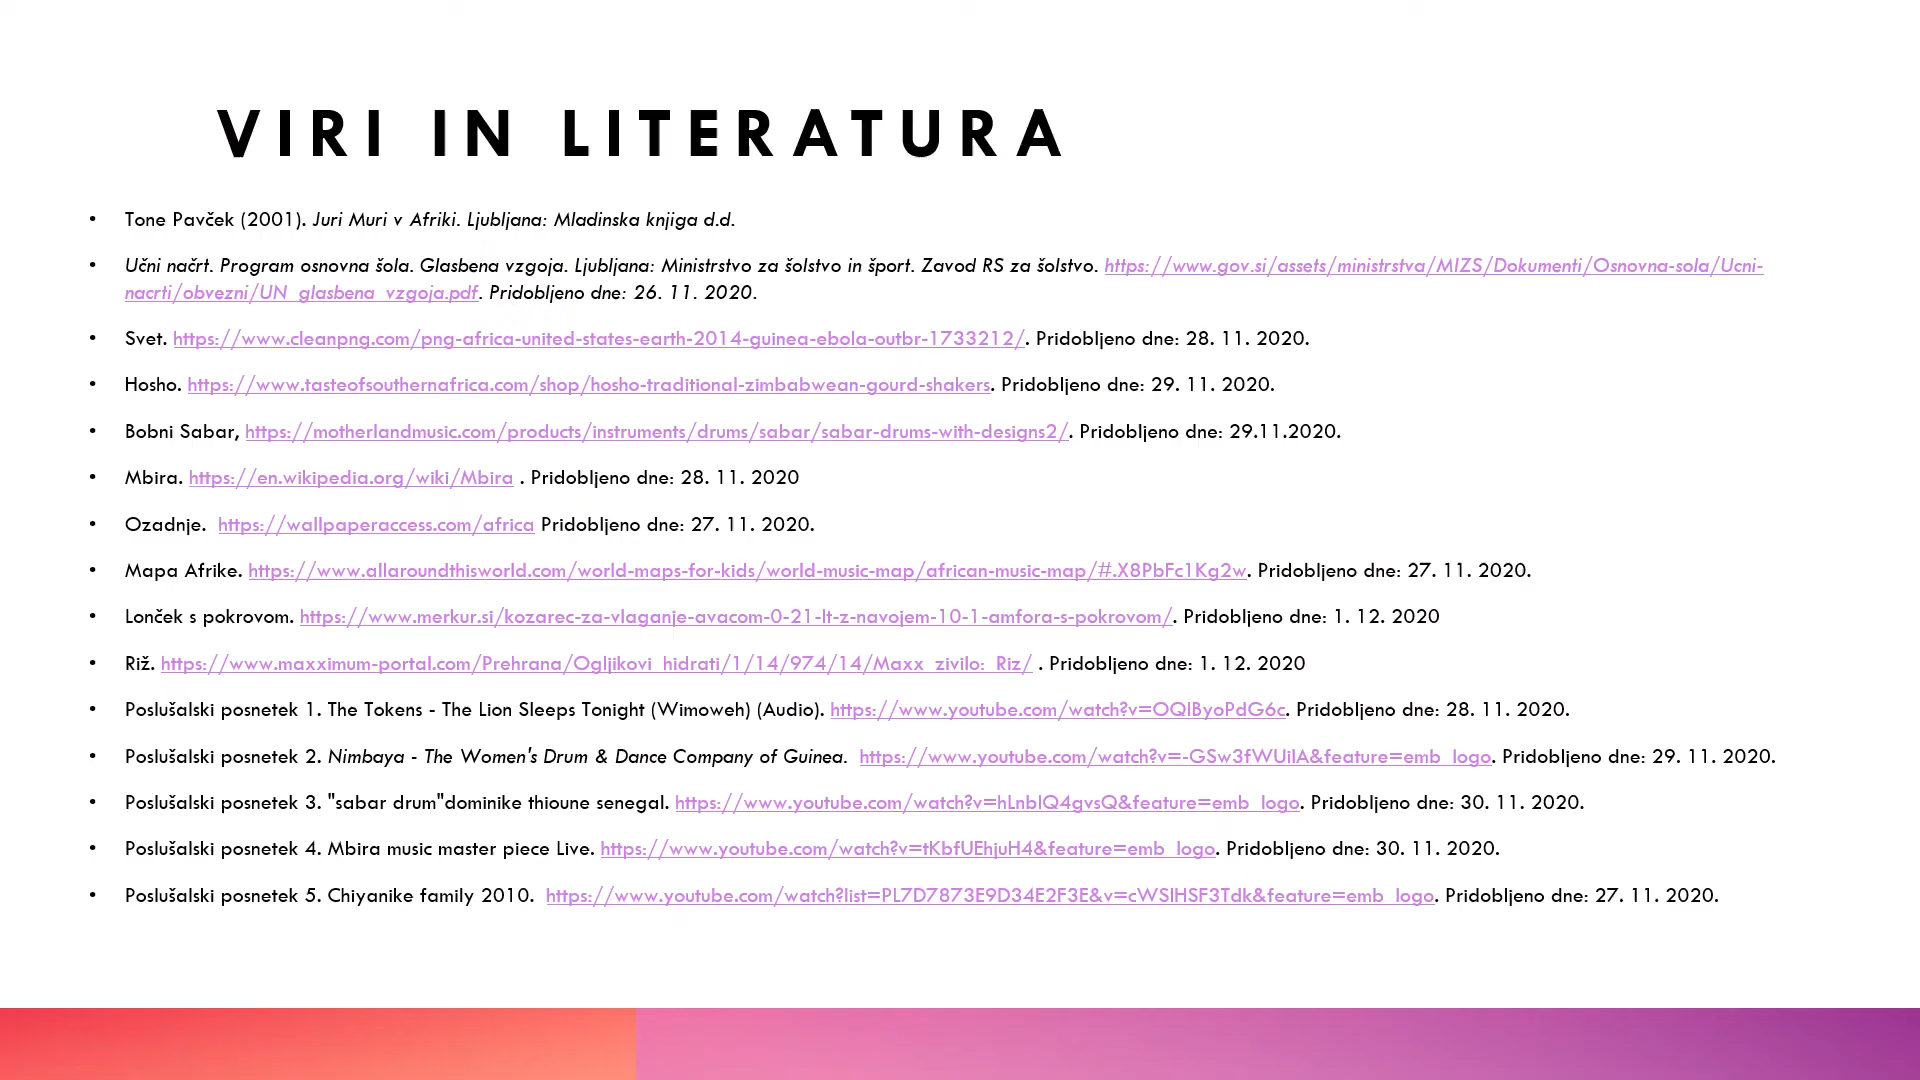 VIRI IN LITERATURA
• Tone Pavček (2001). Juri Muri v Afriki. Ljubljana: Mladinska knjiga d.d.
• Učni načrt. Program osnovna šola. Glasbena vzgoja. Ljubljana: Ministrstvo za šolstvo in šport. Zavod RS za šolstvo. https://www.gov.si/assets/ministrstva/MIZS/Dokumenti/Osnovna-sola/Ucni-
nacrti/obvezni/UN_glasbena_vzgoja.pdf. Pridobljeno dne: 26. 11. 2020.
• Svet. https://www.cleanpng.com/png-africa-united-states-earth-2014-guinea-ebola-outbr-1733212/. Pridobljeno dne: 28. 11. 2020.
• Hosho. https://www.tasteofsouthernafrica.com/shop/hosho-traditional-zimbabwean-gourd-shakers. Pridobljeno dne: 29. 11. 2020.
• Bobni Sabar, https://motherlandmusic.com/products/instruments/drums/sabar/sabar-drums-with-designs2/. Pridobljeno dne: 29.11.2020.
• Mbira. https://en.wikipedia.org/wiki/Mbira . Pridobljeno dne: 28. 11. 2020
• Ozadnje. https://wallpaperaccess.com/africa Pridobljeno dne: 27. 11. 2020.
• Mapa Afrike. https://www.allaroundthisworld.com/world-maps-for-kids/world-music-map/african-music-map/#.X8PbFc1Kg2w. Pridobljeno dne: 27. 11. 2020.
• Lonček s pokrovom. https://www.merkur.si/kozarec-za-vlaganje-avacom-0-21-lt-z-navojem-10-1-amfora-s-pokrovom/. Pridobljeno dne: 1. 12. 2020
• Riž. https://www.maxximum-portal.com/Prehrana/Ogljikovi_hidrati/1/14/974/14/Maxx_zivilo:_Riz/ . Pridobljeno dne: 1. 12. 2020
• Poslušalski posnetek 1. The Tokens - The Lion Sleeps Tonight (Wimoweh) (Audio). https://www.youtube.com/watch?v=OQlByoPdG6c. Pridobljeno dne: 28. 11. 2020.
• Poslušalski posnetek 2. Nimbaya - The Women's Drum & Dance Company of Guinea. https://www.youtube.com/watch?v=-GSw3fWUiIA&feature=emb_logo. Pridobljeno dne: 29. 11. 2020.
• Poslušalski posnetek 3. "sabar drum"dominike thioune senegal. https://www.youtube.com/watch?v=hLnblQ4gvsQ&feature=emb_logo. Pridobljeno dne: 30. 11. 2020.
• Poslušalski posnetek 4. Mbira music master piece Live. https://www.youtube.com/watch?v=tKbfUEhjuH4&feature=emb_logo. Pridobljeno dne: 30. 11. 2020.
• Poslušalski posnetek 5. Chiyanike family 2010. https://www.youtube.com/watch?list=PL7D7873E9D34E2F3E&v=cWSlHSF3Tdk&feature=emb_logo. Pridobljeno dne: 27. 11. 2020.